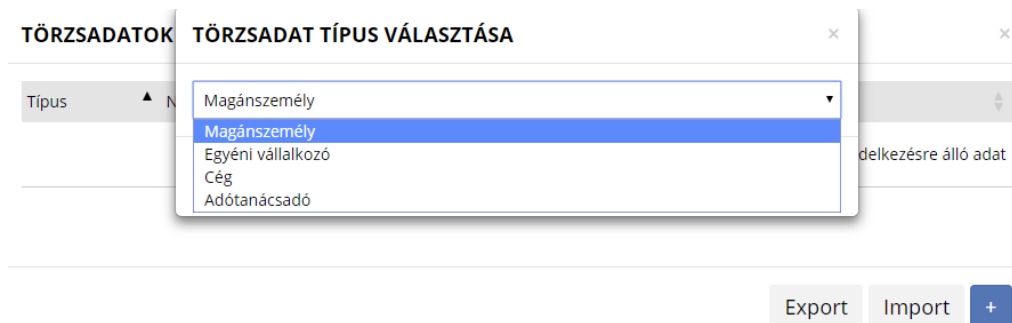 TÖRZSADATOK
TÖRZSADAT TÍPUS VÁLASZTÁSA
Típus
Magánszemély
Magánszemély
Egyéni vállalkozó
Cég
Adótanácsadó
delkezésre álló adat
Export Import +